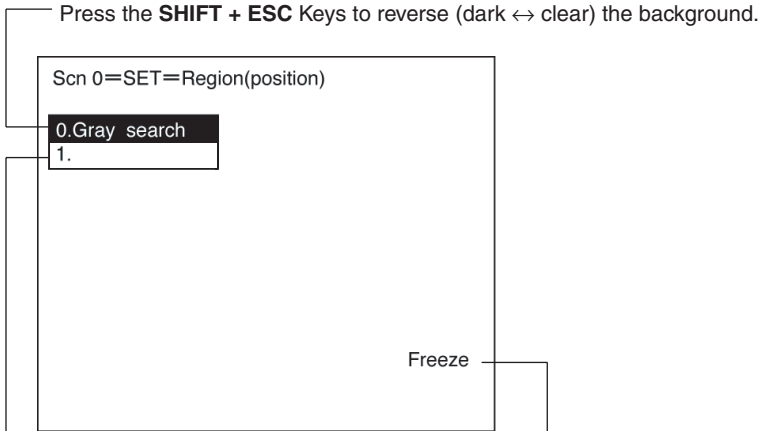 Press the SHIFT + ESC Keys to reverse (dark ↔ clear) the background.
Scn 0=SET=Region(position)
0.Gray search
1.
Freeze